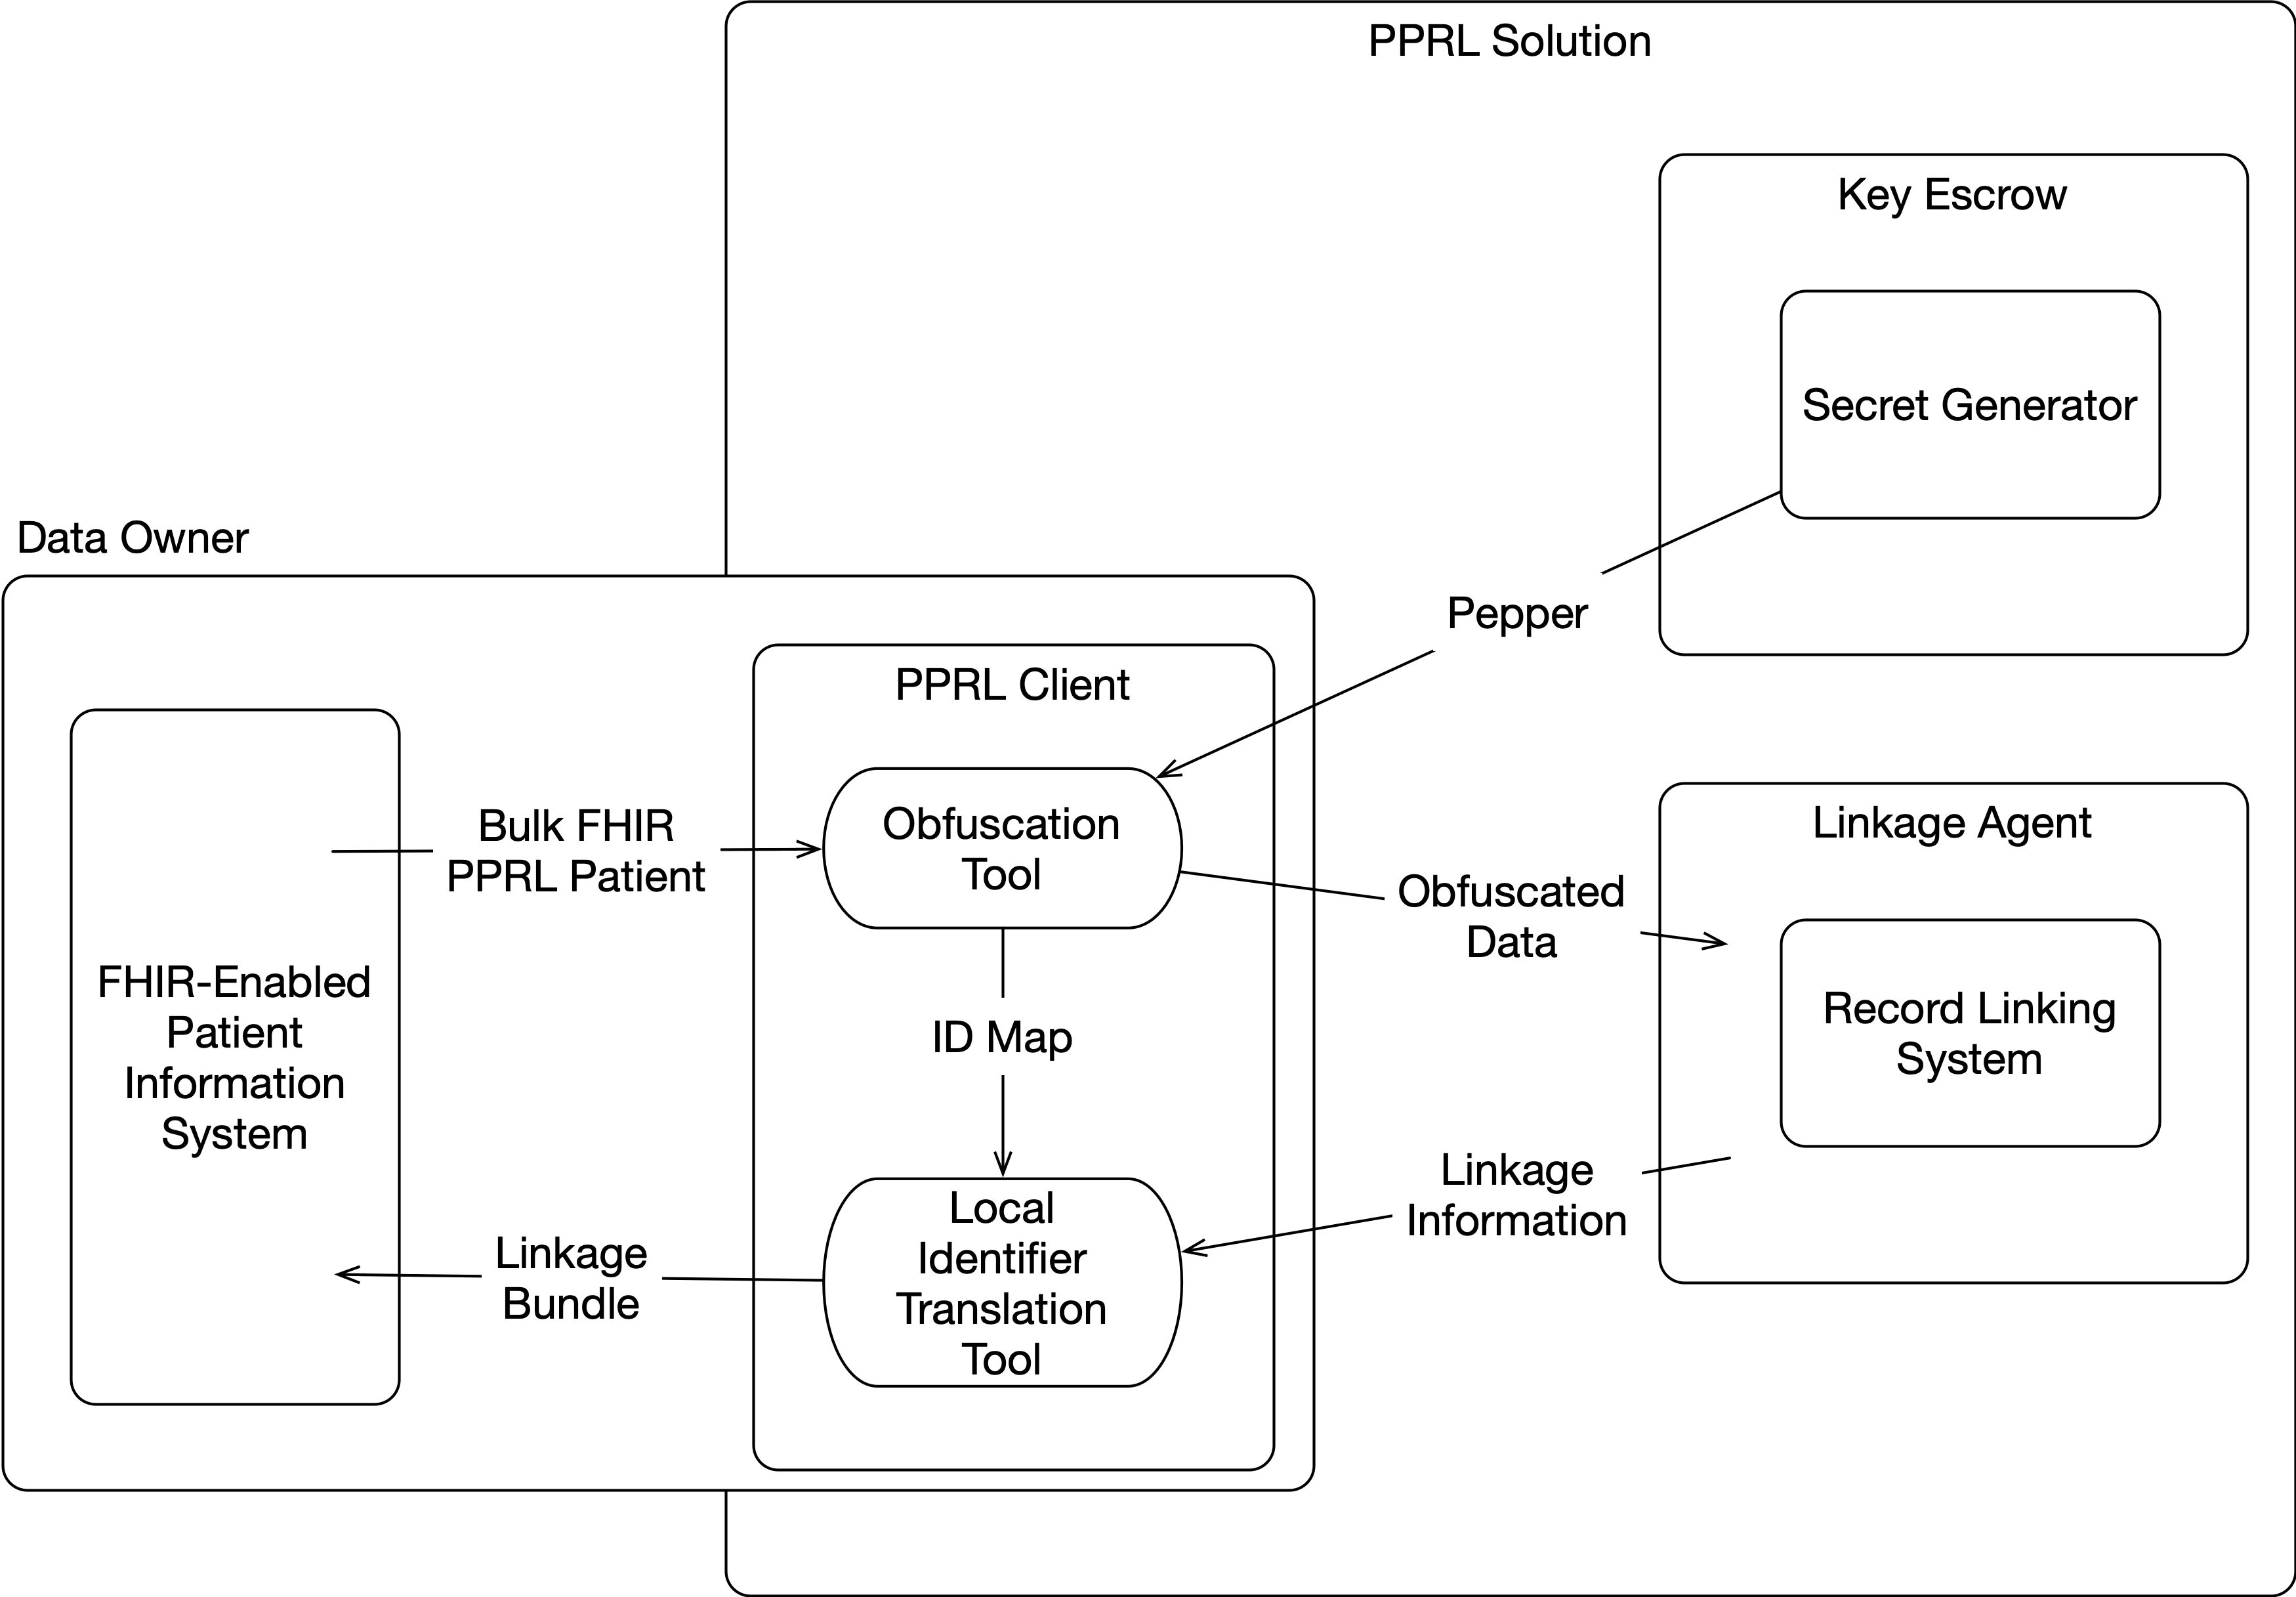 PPRL Solution
Key Escrow
Secret Generator
Data Owner
Pepper
PPRL Client
Bulk FHIR
PPRL Patient
Obfuscation
Tool
Linkage Agent
Obfuscated
Data
FHIR-Enabled
Patient
Information
System
ID Map
Record Linking
System
Linkage
Information
Local
Identifier
Translation
Tool
Linkage
Bundle